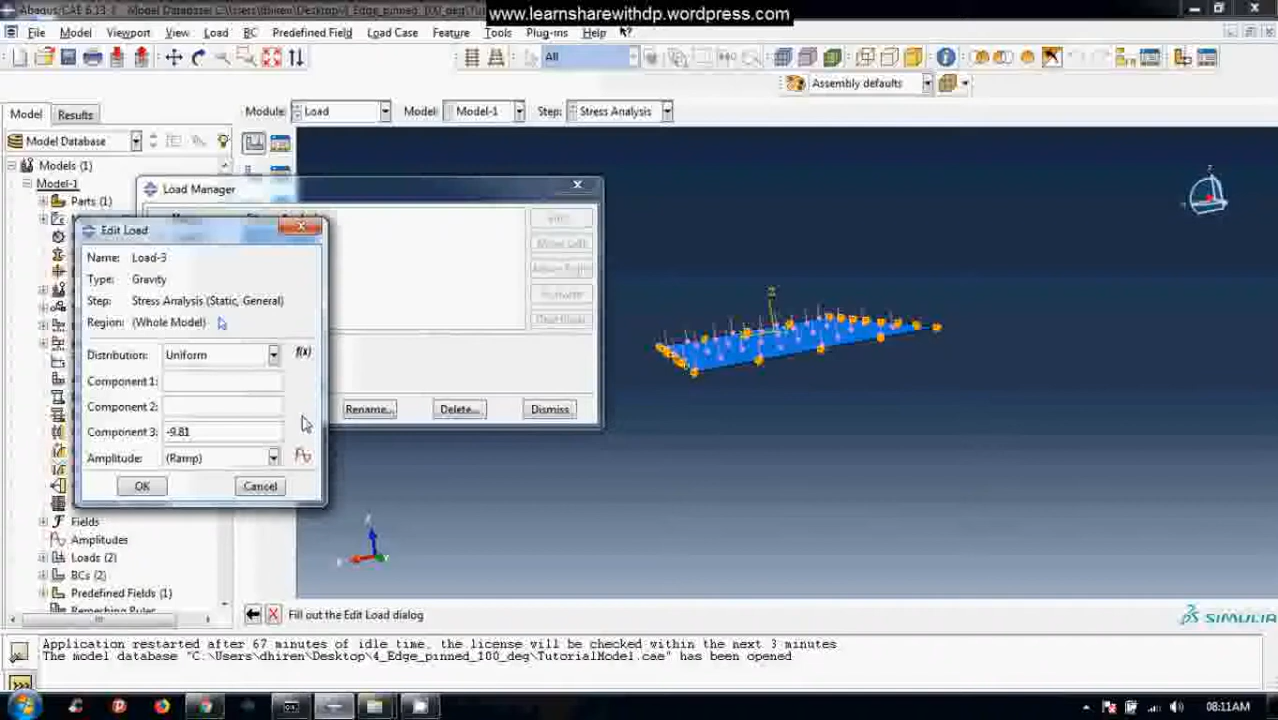 Abaqus/CAE 6.13
www.learnsharewithdp.wordpress.com
File Model Viewport View Load BC Predefined Field Load Case Feature Tools Plug-ins Help
All
Assembly defaults
Model Results Module: Load Model: Model-1 Step: Stress Analysis
Model Database
Models (1)
Model-1
Parts (1)
Load Manager
Edit Load
Name: Load-3
Type: Gravity
Step: Stress Analysis (Static, General)
Region: (Whole Model)
Distribution: Uniform f(x)
Component 1:
Component 2:
Component 3: -9.81
Amplitude: (Ramp)
OK Cancel
Rename... Delete... Dismiss
Fields
Amplitudes
Loads (2)
BCs (2)
Predefined Fields (1)
Remeshing Rules
Fill out the Edit Load dialog
SIMULIA
Application restarted after 67 minutes of idle time, the license will be checked within the next 3 minutes
The model database "C:\Users\dhiren\Desktop\4_Edge_pinned_100_deg\TutorialModel.cae" has been opened
>>>
08:11AM